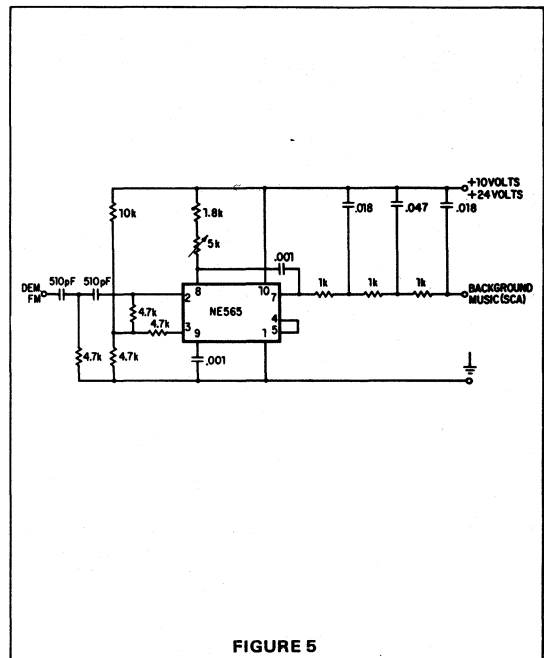 +10VOLTS
+24VOLTS
10k
1.8k
.018
.047
.018
5k
.001
DEM.
FM
510pF
510pF
8
10
7
1k
1k
1k
BACKGROUND
MUSIC(SCA)
2
4.7k
NE565
4
3
4.7k
5
9
1
4.7k
4.7k
.001
FIGURE 5